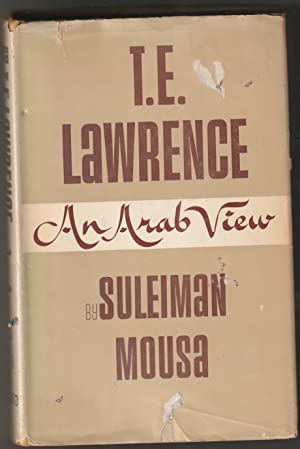 T.E.
LAWRENCE
An Arab View
BY SULEIMAN
MOUSA